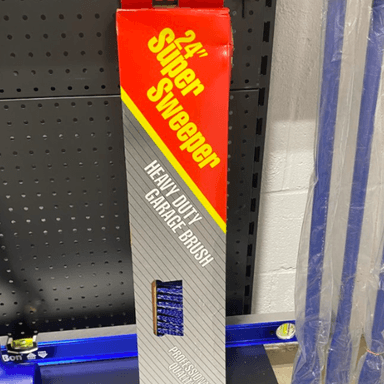 24"
Super
Sweeper
HEAVY DUTY
GARAGE BRUSH